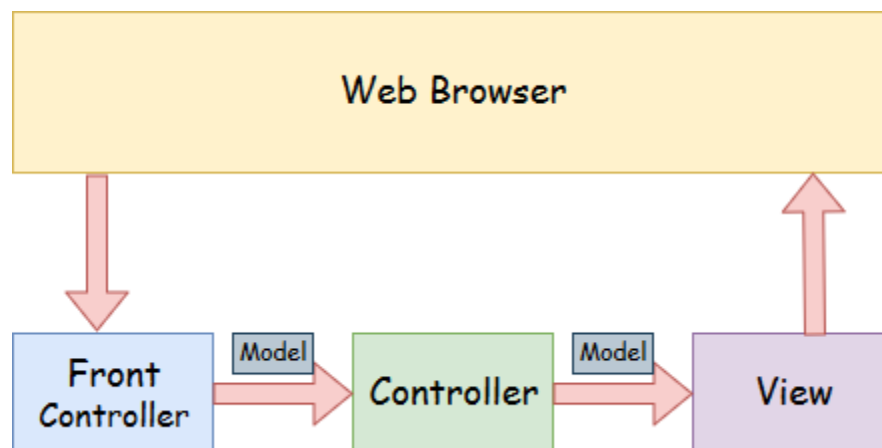 Web Browser
Model
Model
Front
Controller
Controller
View